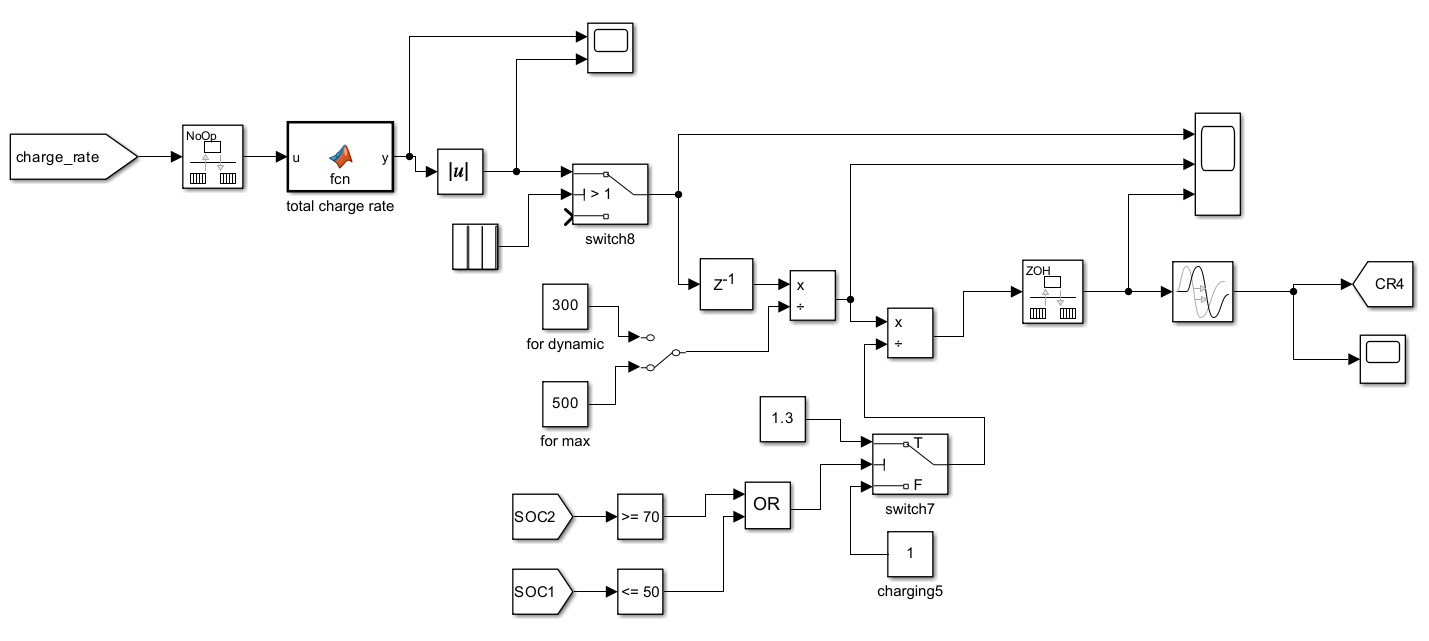 charge_rate
NoOp
u
fcn
y
total charge rate
|u|
> 1
switch8
Z-1
x
÷
300
for dynamic
500
for max
x
÷
ZOH
CR4
1.3
T
F
switch7
SOC2
>= 70
OR
1
charging5
SOC1
<= 50